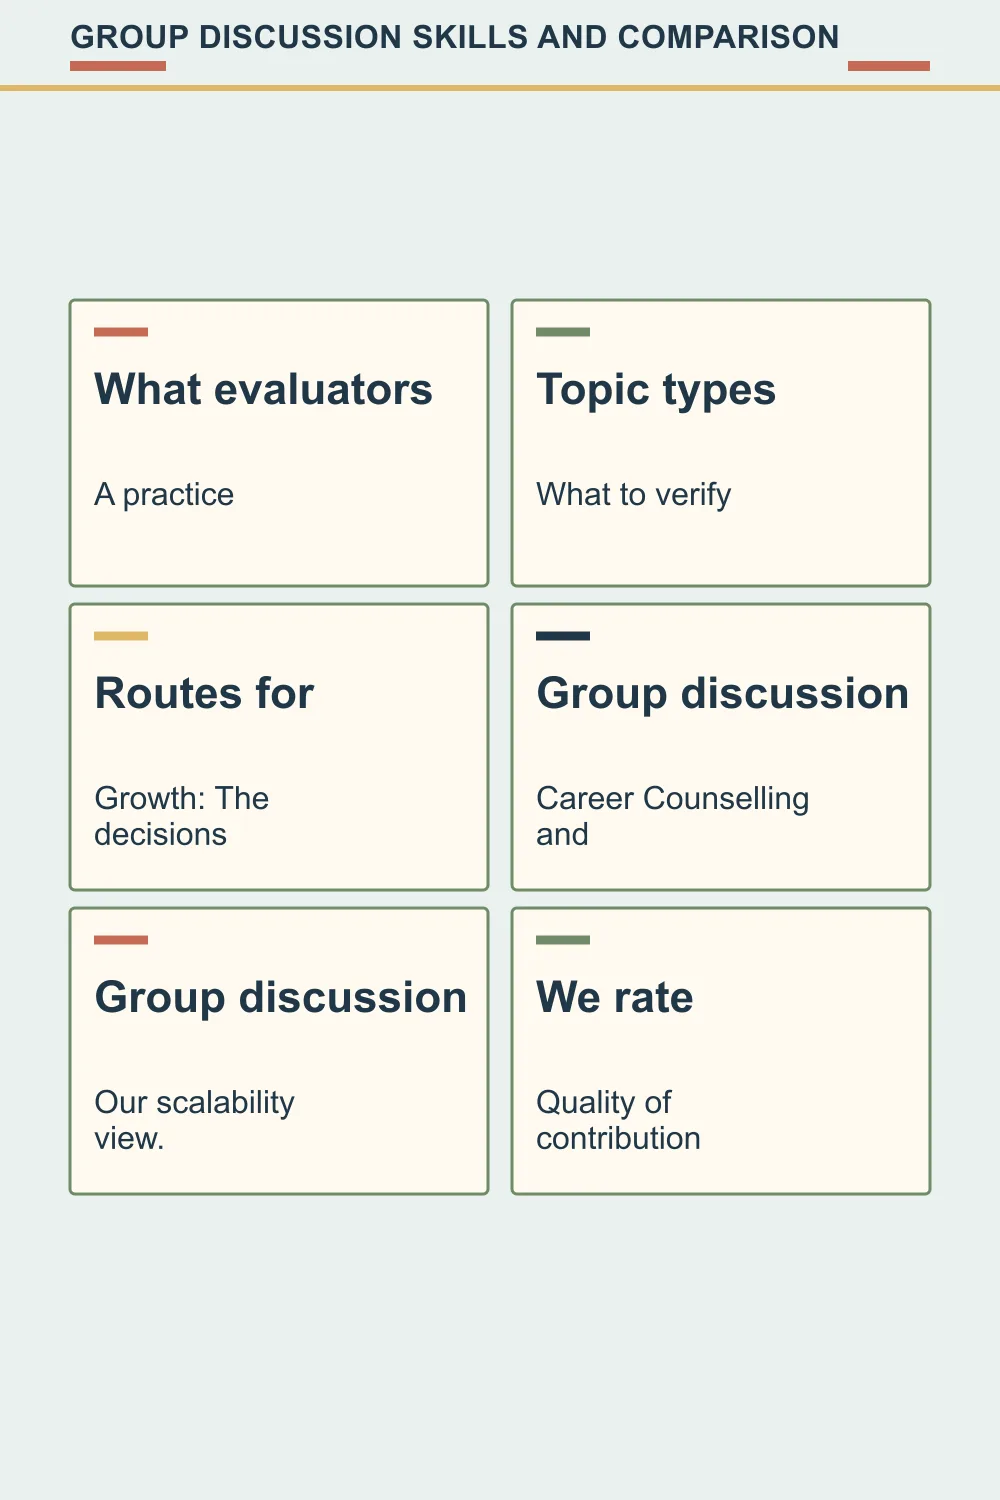 GROUP DISCUSSION SKILLS AND COMPARISON
What evaluators
A practice
Topic types
What to verify
Routes for
Growth: The
decisions
Group discussion
Career Counselling
and
Group discussion
Our scalability
view.
We rate
Quality of
contribution